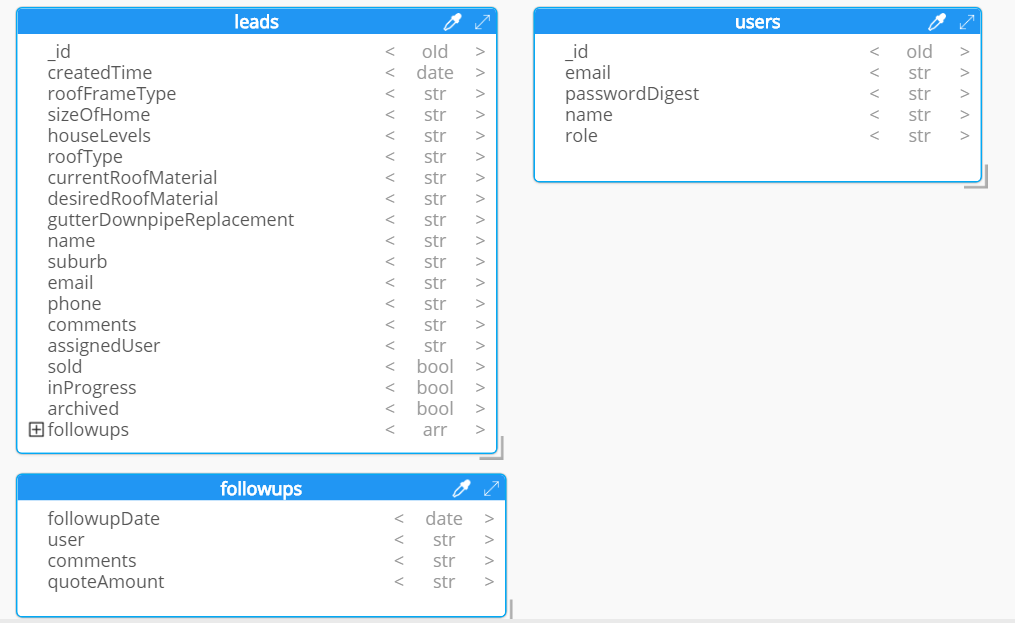 leads
_id < old >
createdTime < date >
roofFrameType < str >
sizeOfHome < str >
houseLevels < str >
roofType < str >
currentRoofMaterial < str >
desiredRoofMaterial < str >
gutterDownpipeReplacement < str >
name < str >
suburb < str >
email < str >
phone < str >
comments < str >
assignedUser < str >
sold < bool >
inProgress < bool >
archived < bool >
followups < arr >
users
_id < old >
email < str >
passwordDigest < str >
name < str >
role < str >
followups
followupDate < date >
user < str >
comments < str >
quoteAmount < str >